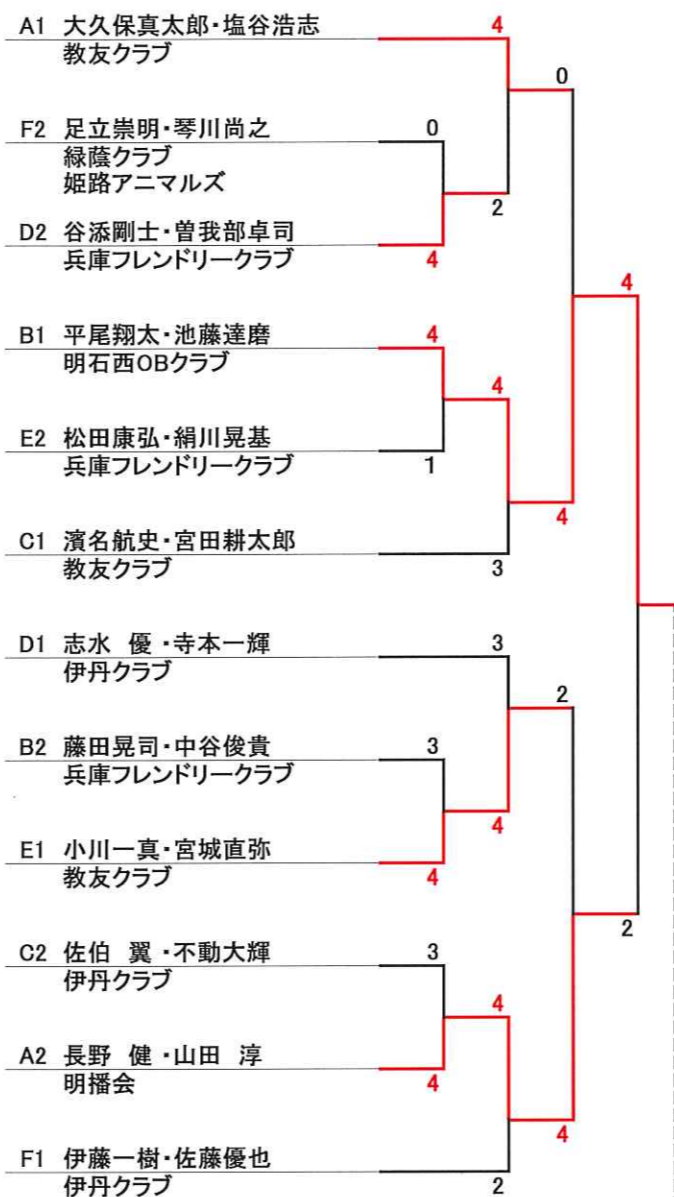 A1 大久保真太郎・塩谷浩志 4
教友クラブ
0
F2 足立崇明・琴川尚之 0
緑蔭クラブ
姫路アニマルズ
2
D2 谷添剛士・曽我部卓司
兵庫フレンドリークラブ 4
4
B1 平尾翔太・池藤達磨 4
明石西OBクラブ
4
E2 松田康弘・絹川晃基
兵庫フレンドリークラブ 1
4
C1 濱名航史・宮田耕太郎
教友クラブ 3
D1 志水 優・寺本一輝 3
伊丹クラブ
2
B2 藤田晃司・中谷俊貴 3
兵庫フレンドリークラブ
4
E1 小川一真・宮城直弥
教友クラブ 4
2
C2 佐伯 翼・不動大輝 3
伊丹クラブ
4
A2 長野 健・山田 淳
明播会 4
4
F1 伊藤一樹・佐藤優也
伊丹クラブ 2